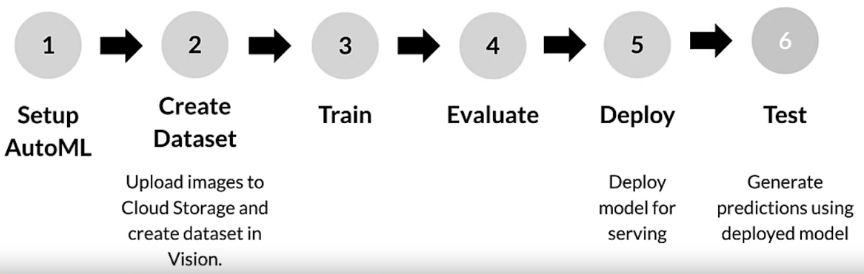 1
2
3
4
5
6
Setup
AutoML
Create
Dataset
Train
Evaluate
Deploy
Test
Upload images to
Cloud Storage and
create dataset in
Vision.
Deploy
model for
serving
Generate
predictions using
deployed model